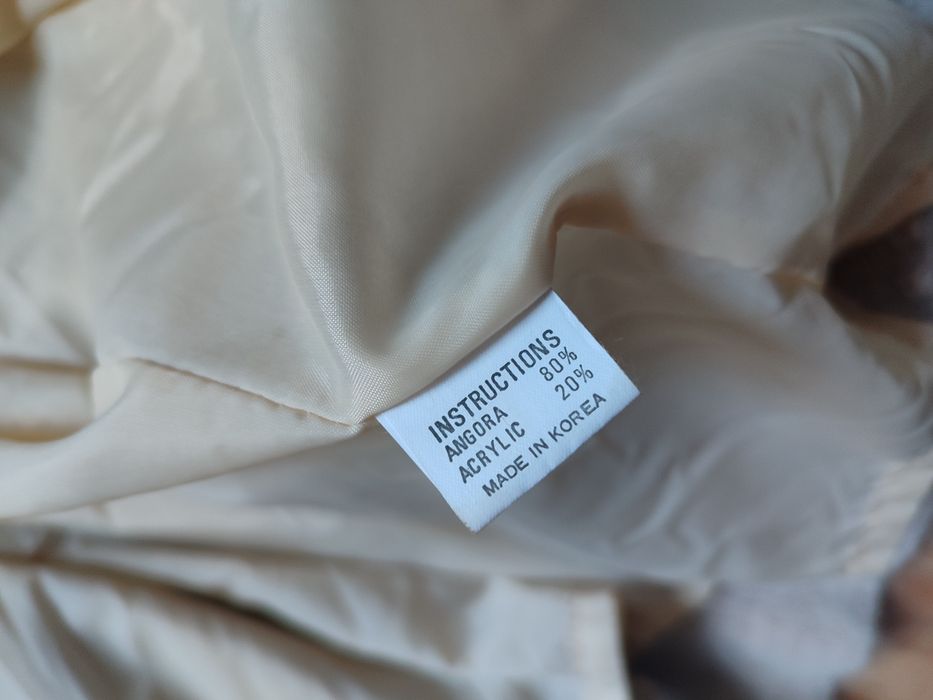 INSTRUCTIONS
ANGORA 80%
ACRYLIC 20%
MADE IN KOREA